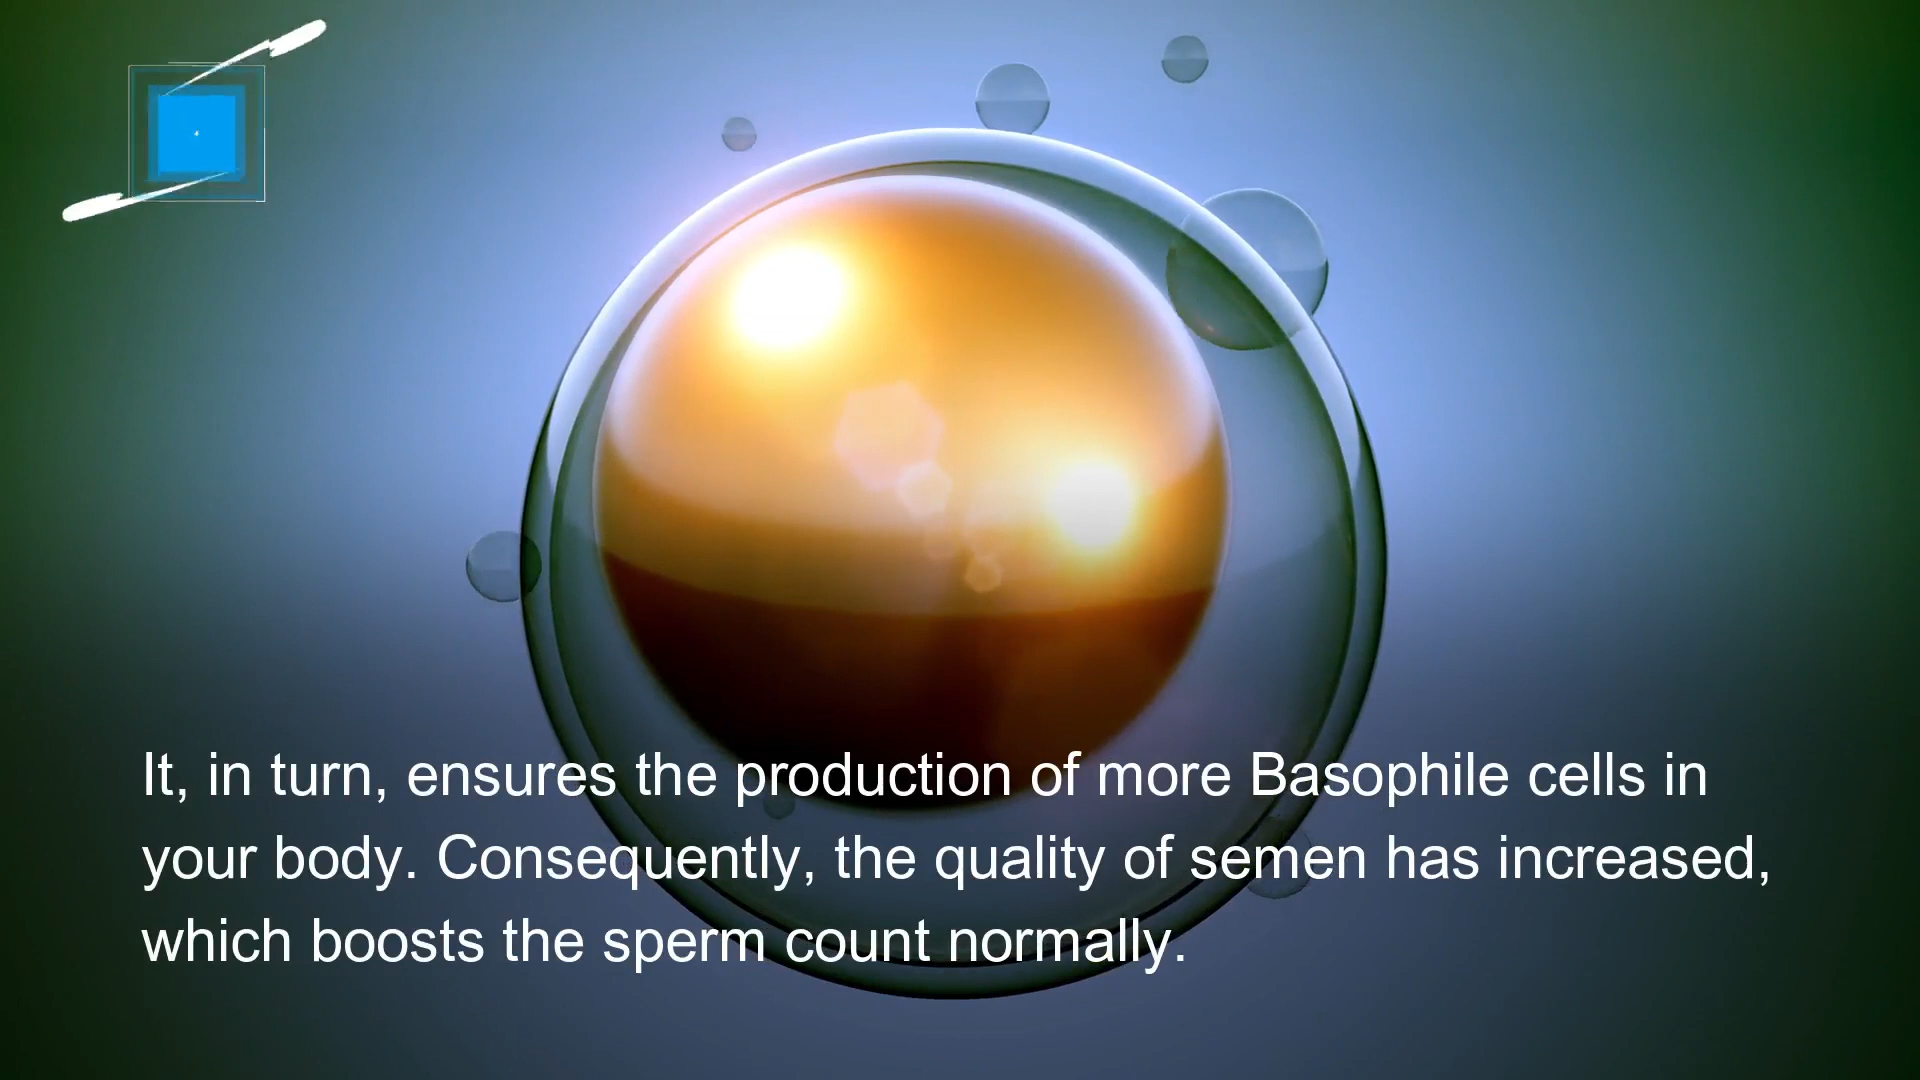 It, in turn, ensures the production of more Basophile cells in
your body. Consequently, the quality of semen has increased,
which boosts the sperm count normally.